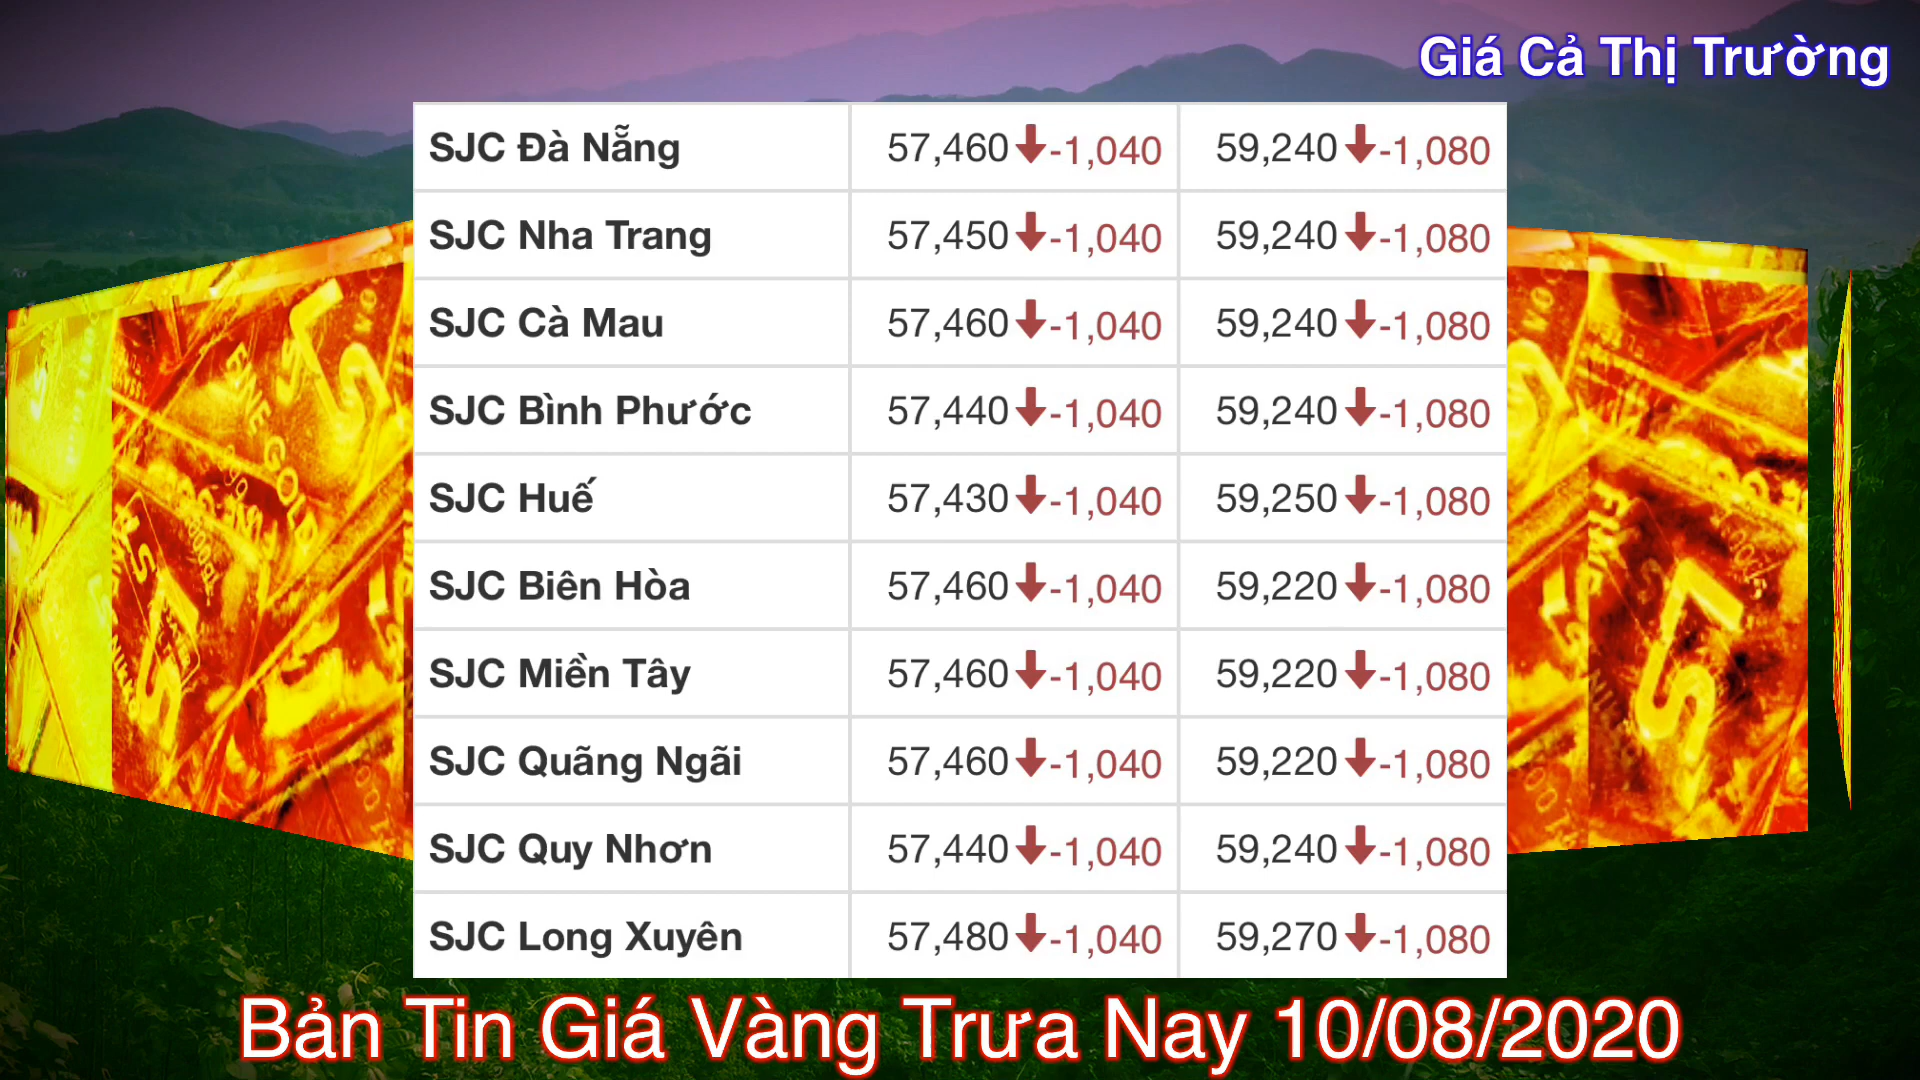 Giá Cả Thị Trường
SJC Đà Nẵng 57,460 -1,040 59,240 -1,080
SJC Nha Trang 57,450 -1,040 59,240 -1,080
SJC Cà Mau 57,460 -1,040 59,240 -1,080
SJC Bình Phước 57,440 -1,040 59,240 -1,080
SJC Huế 57,430 -1,040 59,250 -1,080
SJC Biên Hòa 57,460 -1,040 59,220 -1,080
SJC Miền Tây 57,460 -1,040 59,220 -1,080
SJC Quãng Ngãi 57,460 -1,040 59,220 -1,080
SJC Quy Nhơn 57,440 -1,040 59,240 -1,080
SJC Long Xuyên 57,480 -1,040 59,270 -1,080
FINE GOLD
Bản Tin Giá Vàng Trưa Nay 10/08/2020